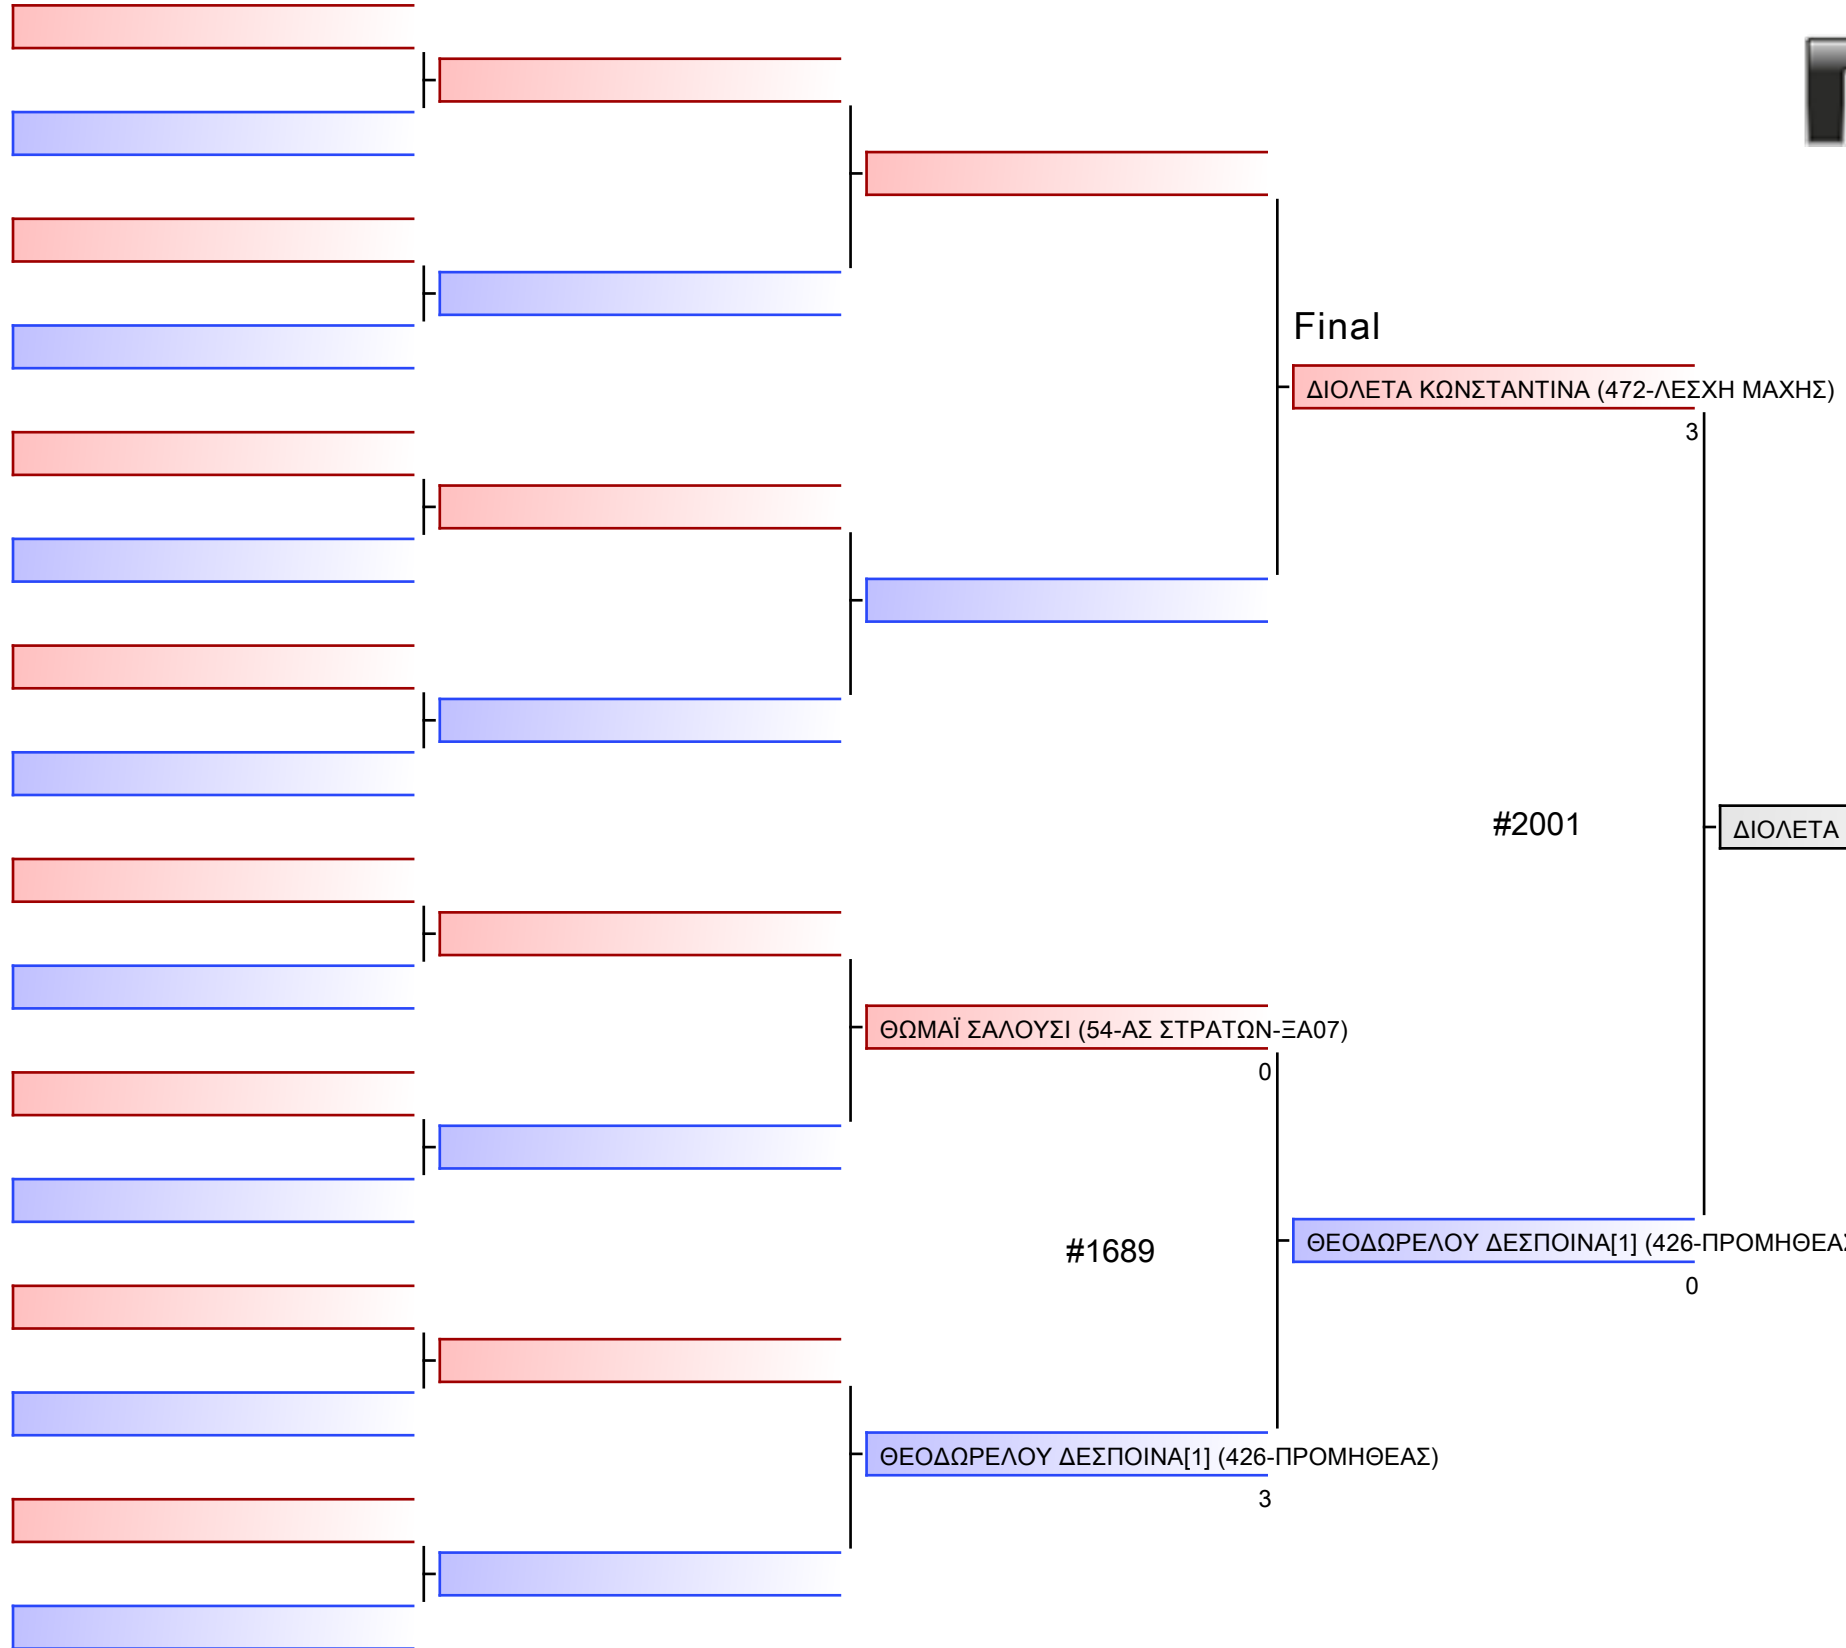 Final
ΔΙΟΛΕΤΑ ΚΩΝΣΤΑΝΤΙΝΑ (472-ΛΕΣΧΗ ΜΑΧΗΣ)
3
#2001
ΔΙΟΛΕΤΑ
ΘΩΜΑΪ ΣΑΛΟΥΣΙ (54-ΑΣ ΣΤΡΑΤΩΝ-ΞΑ07)
0
#1689
ΘΕΟΔΩΡΕΛΟΥ ΔΕΣΠΟΙΝΑ[1] (426-ΠΡΟΜΗΘΕΑΣ
0
ΘΕΟΔΩΡΕΛΟΥ ΔΕΣΠΟΙΝΑ[1] (426-ΠΡΟΜΗΘΕΑΣ)
3